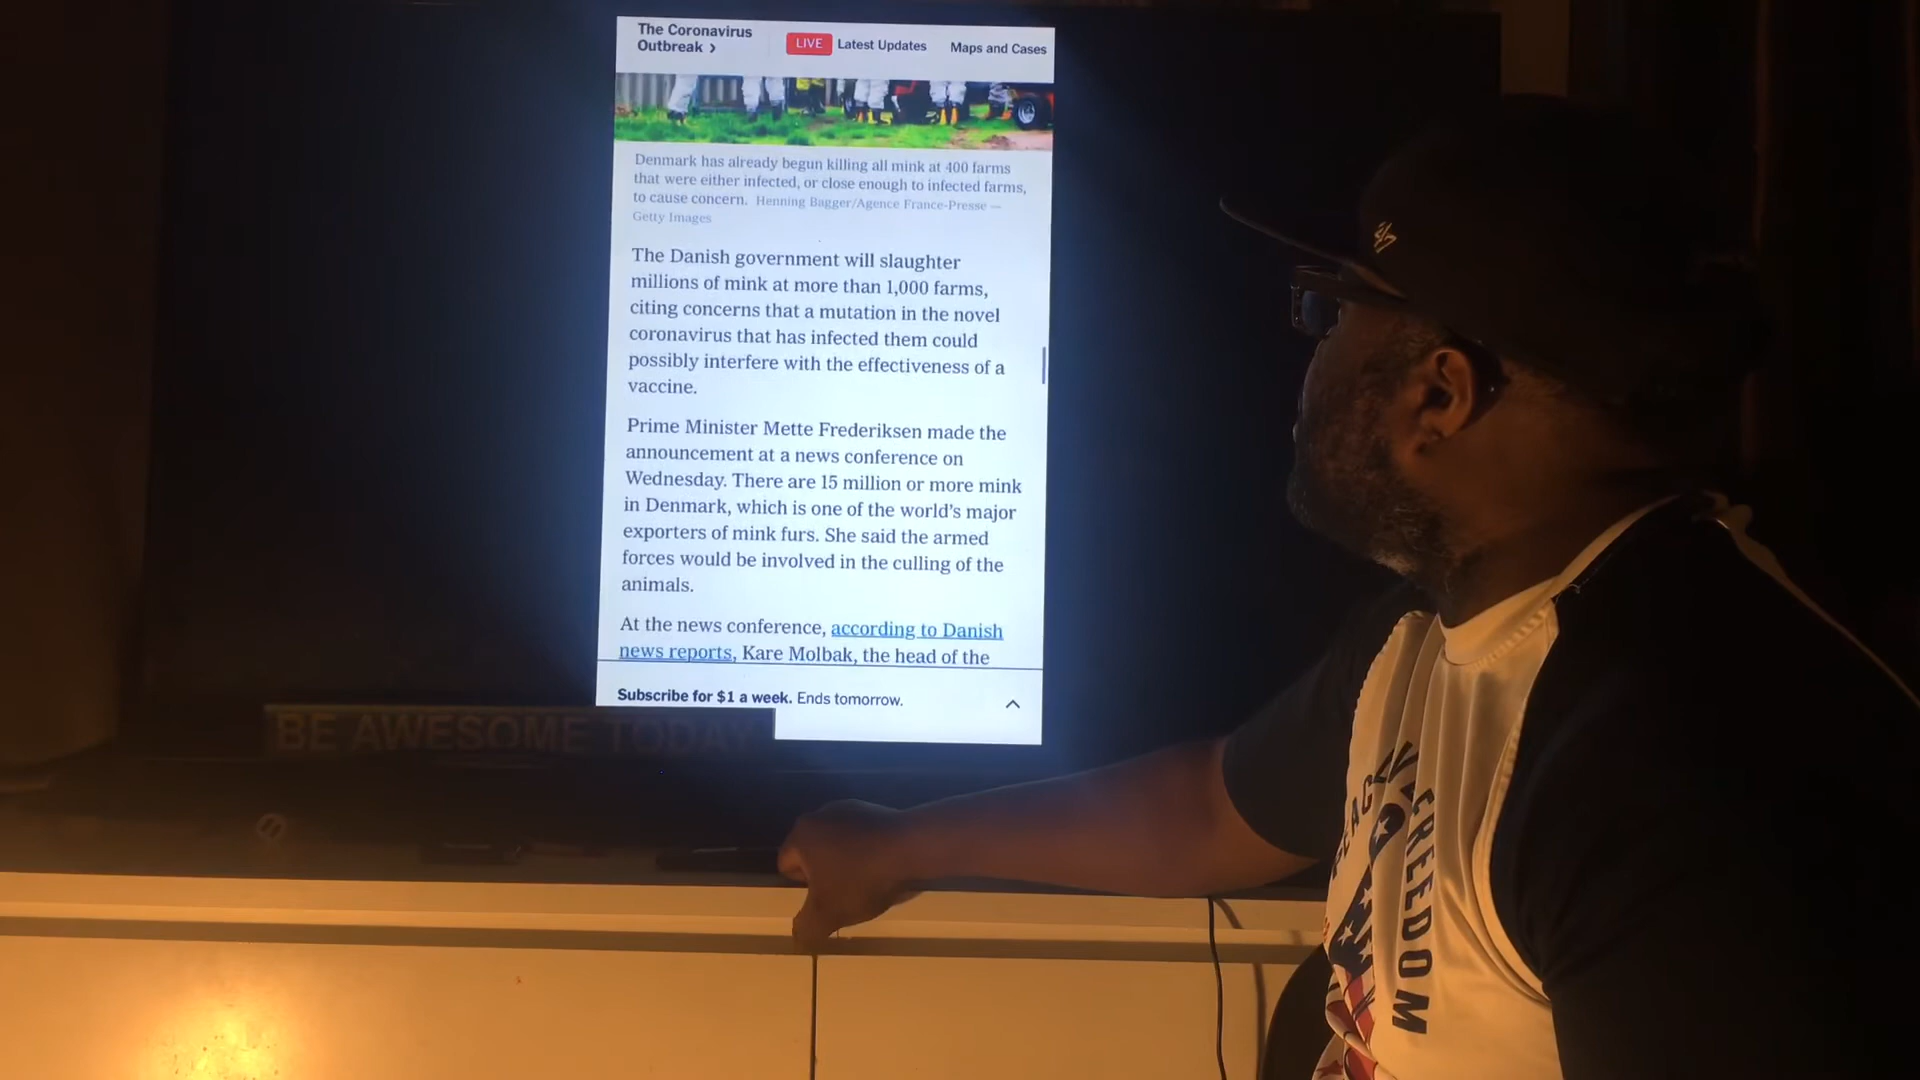 The Coronavirus
Outbreak >
LIVE Latest Updates Maps and Cases
Denmark has already begun killing all mink at 400 farms
that were either infected, or close enough to infected farms,
to cause concern. Henning Bagger/Agence France-Presse —
Getty Images
The Danish government will slaughter
millions of mink at more than 1,000 farms,
citing concerns that a mutation in the novel
coronavirus that has infected them could
possibly interfere with the effectiveness of a
vaccine.
Prime Minister Mette Frederiksen made the
announcement at a news conference on
Wednesday. There are 15 million or more mink
in Denmark, which is one of the world's major
exporters of mink furs. She said the armed
forces would be involved in the culling of the
animals.
At the news conference, according to Danish
news reports, Kare Molbak, the head of the
Subscribe for $1 a week. Ends tomorrow.
BE AWESOME TODAY
FREEDOM